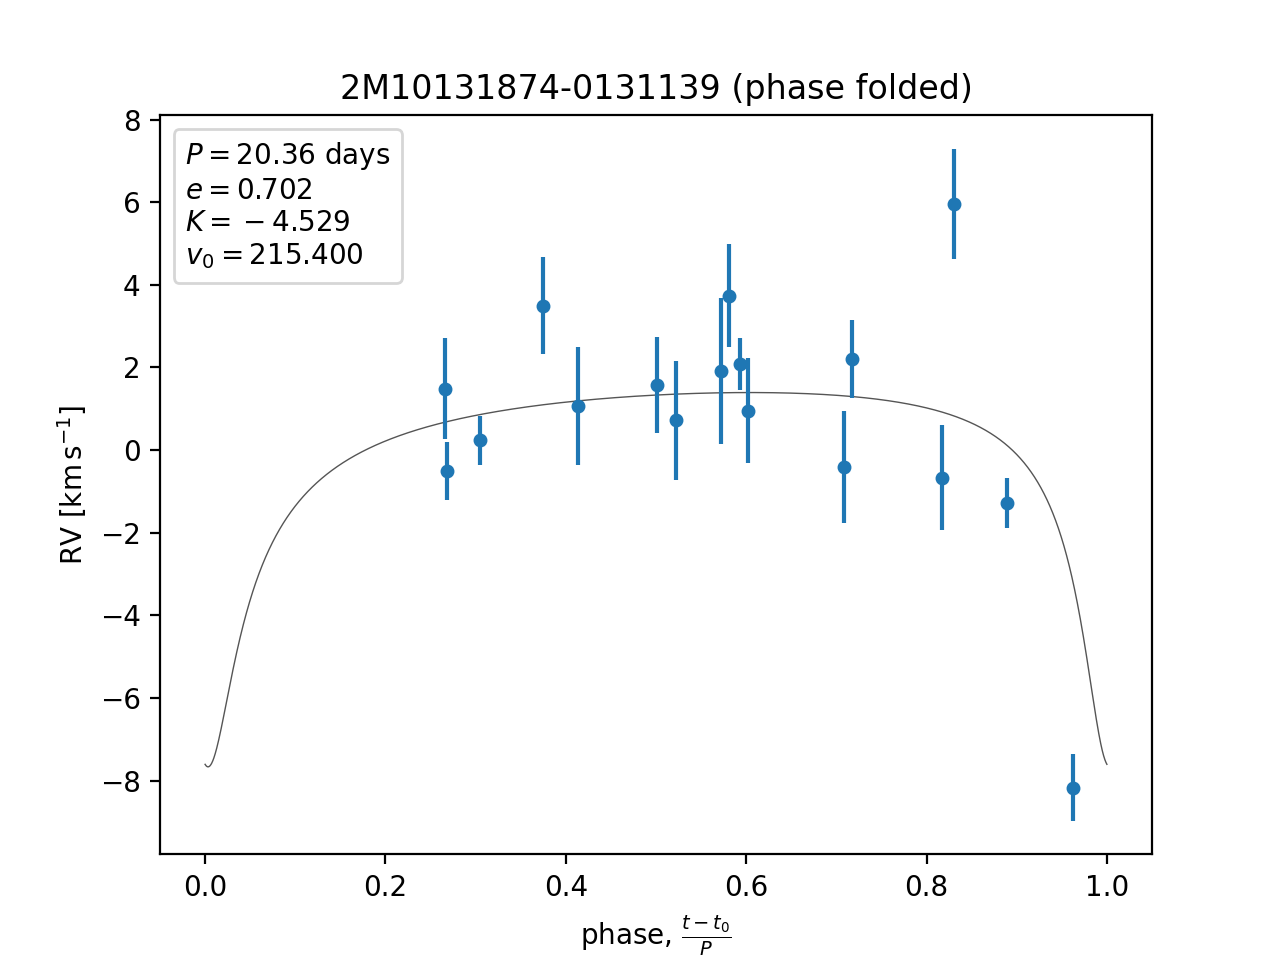 2M10131874-0131139 (phase folded)
P = 20.36 days
e = 0.702
K = −4.529
v₀ = 215.400
8
6
4
2
0
−2
−4
−6
−8
RV [km s⁻¹]
0.0 0.2 0.4 0.6 0.8 1.0
phase, (t − t₀)/P